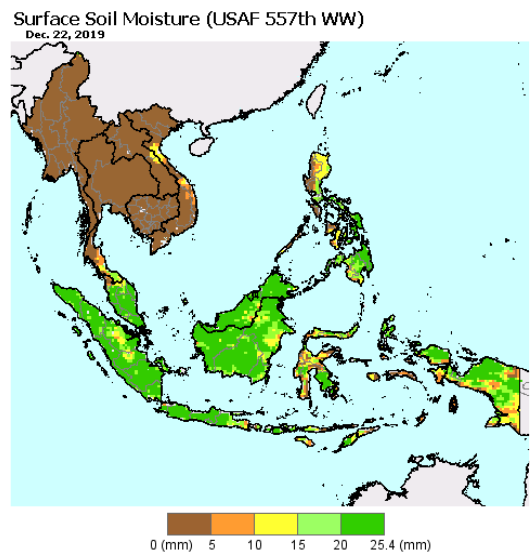 Surface Soil Moisture (USAF 557th WW)
Dec. 22, 2019
0 (mm) 5 10 15 20 25.4 (mm)